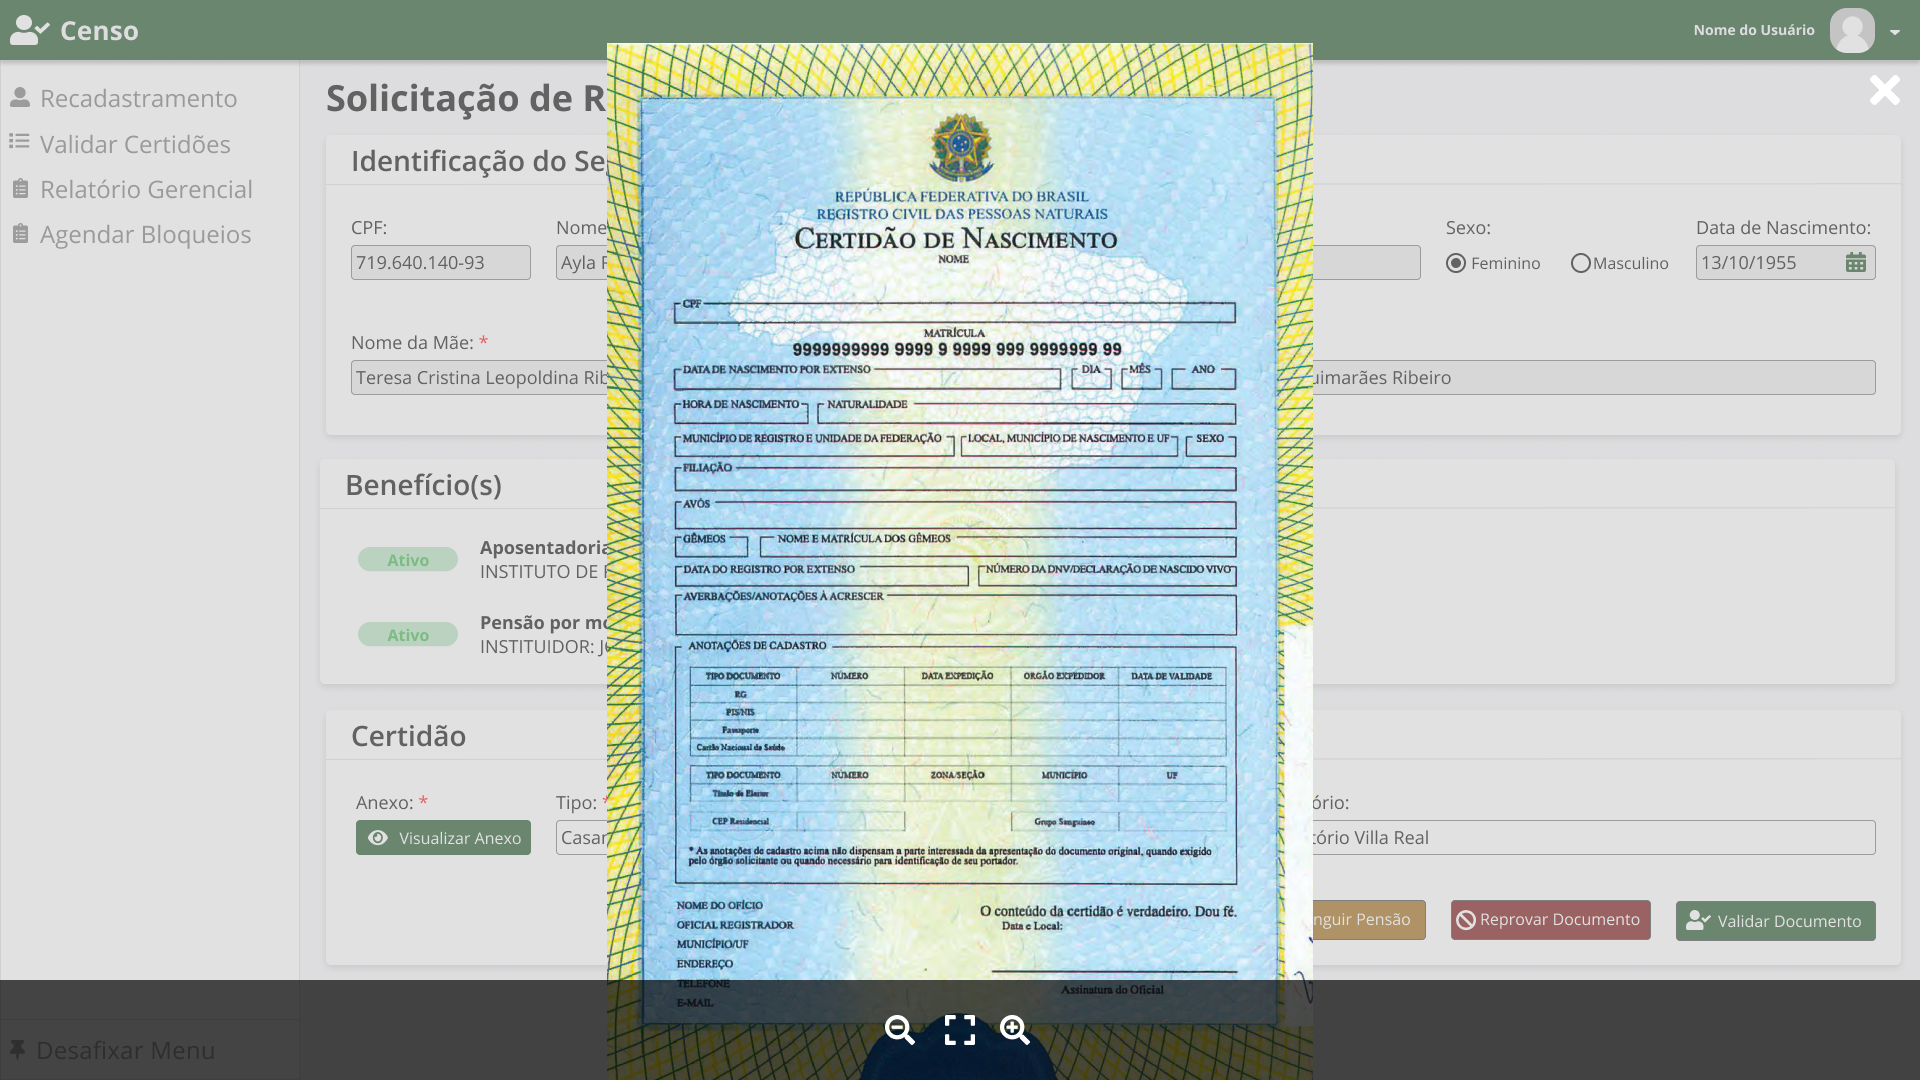 Censo
Nome do Usuário
Recadastramento
Validar Certidões
Relatório Gerencial
Agendar Bloqueios
Desafixar Menu
Solicitação de R
Identificação do Se
CPF:
719.640.140-93
Nome
Ayla
Sexo:
Feminino
Masculino
Data de Nascimento:
13/10/1955
Nome da Mãe: *
Teresa Cristina Leopoldina Rib
uimarães Ribeiro
Benefício(s)
Ativo
Aposentadoria
INSTITUTO DE
Ativo
Pensão por mo
INSTITUIDOR: J
Certidão
Anexo: *
Visualizar Anexo
Tipo: *
Casa
ório:
tório Villa Real
nguir Pensão
Reprovar Documento
Validar Documento
REPÚBLICA FEDERATIVA DO BRASIL
REGISTRO CIVIL DAS PESSOAS NATURAIS
CERTIDÃO DE NASCIMENTO
NOME
CPF
MATRÍCULA
9999999999 9999 9 9999 999 9999999 99
DATA DE NASCIMENTO POR EXTENSO DIA MÊS ANO
HORA DE NASCIMENTO NATURALIDADE
MUNICÍPIO DE REGISTRO E UNIDADE DA FEDERAÇÃO LOCAL, MUNICÍPIO DE NASCIMENTO E UF SEXO
FILIAÇÃO
AVÓS
GÊMEOS NOME E MATRÍCULA DOS GÊMEOS
DATA DO REGISTRO POR EXTENSO NÚMERO DA DNV/DECLARAÇÃO DE NASCIDO VIVO
AVERBAÇÕES/ANOTAÇÕES À ACRESCER
ANOTAÇÕES DE CADASTRO
TIPO DOCUMENTO NÚMERO DATA EXPEDIÇÃO ORGÃO EXPEDIDOR DATA DE VALIDADE
RG
PIS/NIS
Passaporte
Cartão Nacional de Saúde
TIPO DOCUMENTO NÚMERO ZONA/SEÇÃO MUNICÍPIO UF
Título de Eleitor
CEP Residencial Grupo Sanguíneo
* As anotações de cadastro acima não dispensam a parte interessada da apresentação do documento original, quando exigido
pelo órgão solicitante ou quando necessário para identificação de seu portador.
NOME DO OFÍCIO
OFICIAL REGISTRADOR
MUNICÍPIO/UF
ENDEREÇO
TELEFONE
E-MAIL
O conteúdo da certidão é verdadeiro. Dou fé.
Data e Local:
Assinatura do Oficial